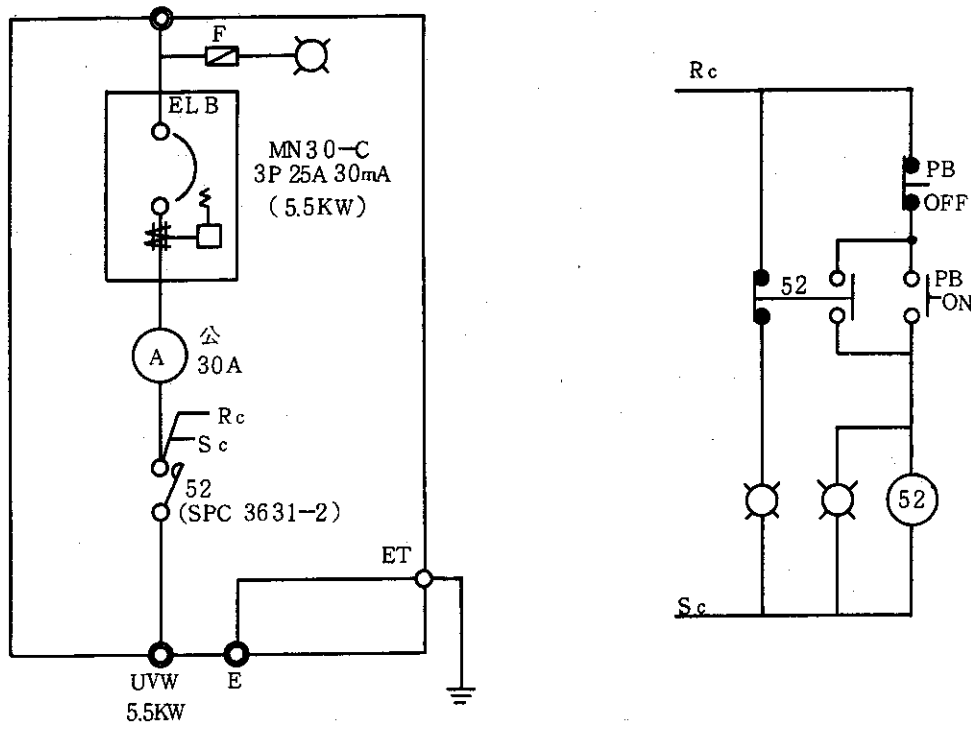 F
ELB
MN30-C
3P 25A 30mA
(5.5KW)
A
公
30A
Rc
Sc
52
(SPC 3631-2)
ET
UVW
E
5.5KW
Rc
PB
OFF
52
PB
ON
52
Sc